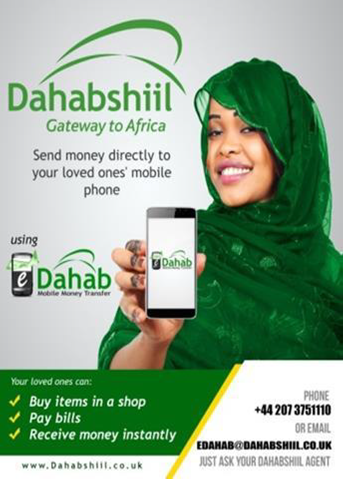 Dahabshiil
Gateway to Africa
Send money directly to
your loved ones' mobile
phone
using
e Dahab
Mobile Money Transfer
e Dahab
Your loved ones can:
Buy items in a shop
Pay bills
Receive money instantly
www.Dahabshiil.co.uk
PHONE
+44 207 3751110
OR EMAIL
EDAHAB@DAHABSHIIL.CO.UK
JUST ASK YOUR DAHABSHIIL AGENT